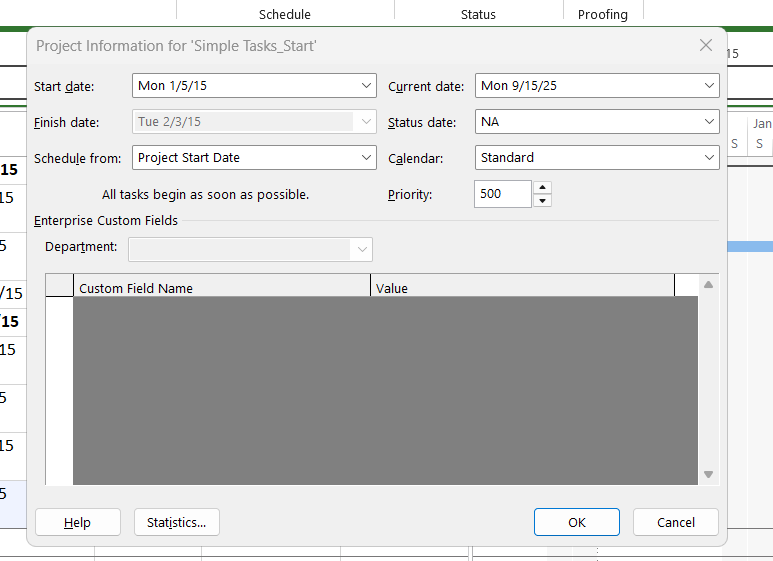 Schedule Status Proofing
Project Information for 'Simple Tasks_Start'
15
Start date: Mon 1/5/15 Current date: Mon 9/15/25
Finish date: Tue 2/3/15 Status date: NA
Jan
S S
Schedule from: Project Start Date Calendar: Standard
15
All tasks begin as soon as possible. Priority: 500
15
Enterprise Custom Fields
Department:
5
Custom Field Name Value
/15
/15
15
5
15
5
Help Statistics... OK Cancel